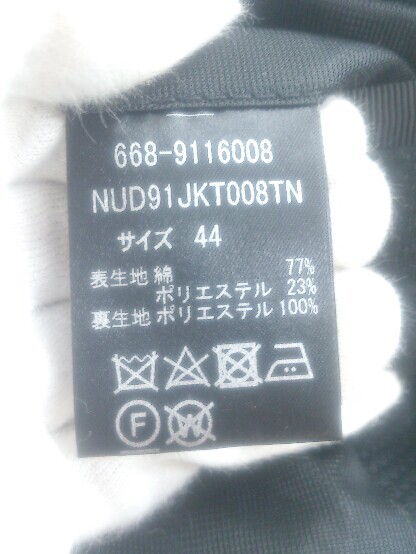 668-9116008
NUD91JKT008TN
サイズ 44
表生地 綿 77%
ポリエステル 23%
裏生地 ポリエステル 100%
F W